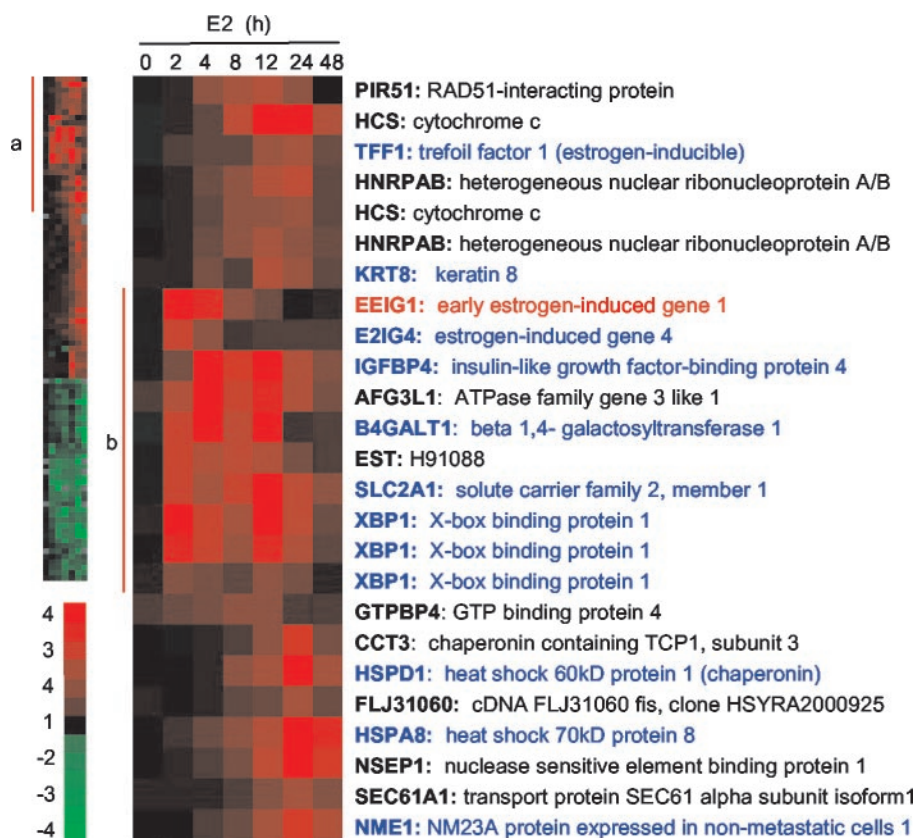 E2 (h)
0 2 4 8 12 24 48
a
b
PIR51: RAD51-interacting protein
HCS: cytochrome c
TFF1: trefoil factor 1 (estrogen-inducible)
HNRPAB: heterogeneous nuclear ribonucleoprotein A/B
HCS: cytochrome c
HNRPAB: heterogeneous nuclear ribonucleoprotein A/B
KRT8: keratin 8
EEIG1: early estrogen-induced gene 1
E2IG4: estrogen-induced gene 4
IGFBP4: insulin-like growth factor-binding protein 4
AFG3L1: ATPase family gene 3 like 1
B4GALT1: beta 1,4- galactosyltransferase 1
EST: H91088
SLC2A1: solute carrier family 2, member 1
XBP1: X-box binding protein 1
XBP1: X-box binding protein 1
XBP1: X-box binding protein 1
GTPBP4: GTP binding protein 4
CCT3: chaperonin containing TCP1, subunit 3
HSPD1: heat shock 60kD protein 1 (chaperonin)
FLJ31060: cDNA FLJ31060 fis, clone HSYRA2000925
HSPA8: heat shock 70kD protein 8
NSEP1: nuclease sensitive element binding protein 1
SEC61A1: transport protein SEC61 alpha subunit isoform1
NME1: NM23A protein expressed in non-metastatic cells 1
4
3
4
1
-2
-3
-4